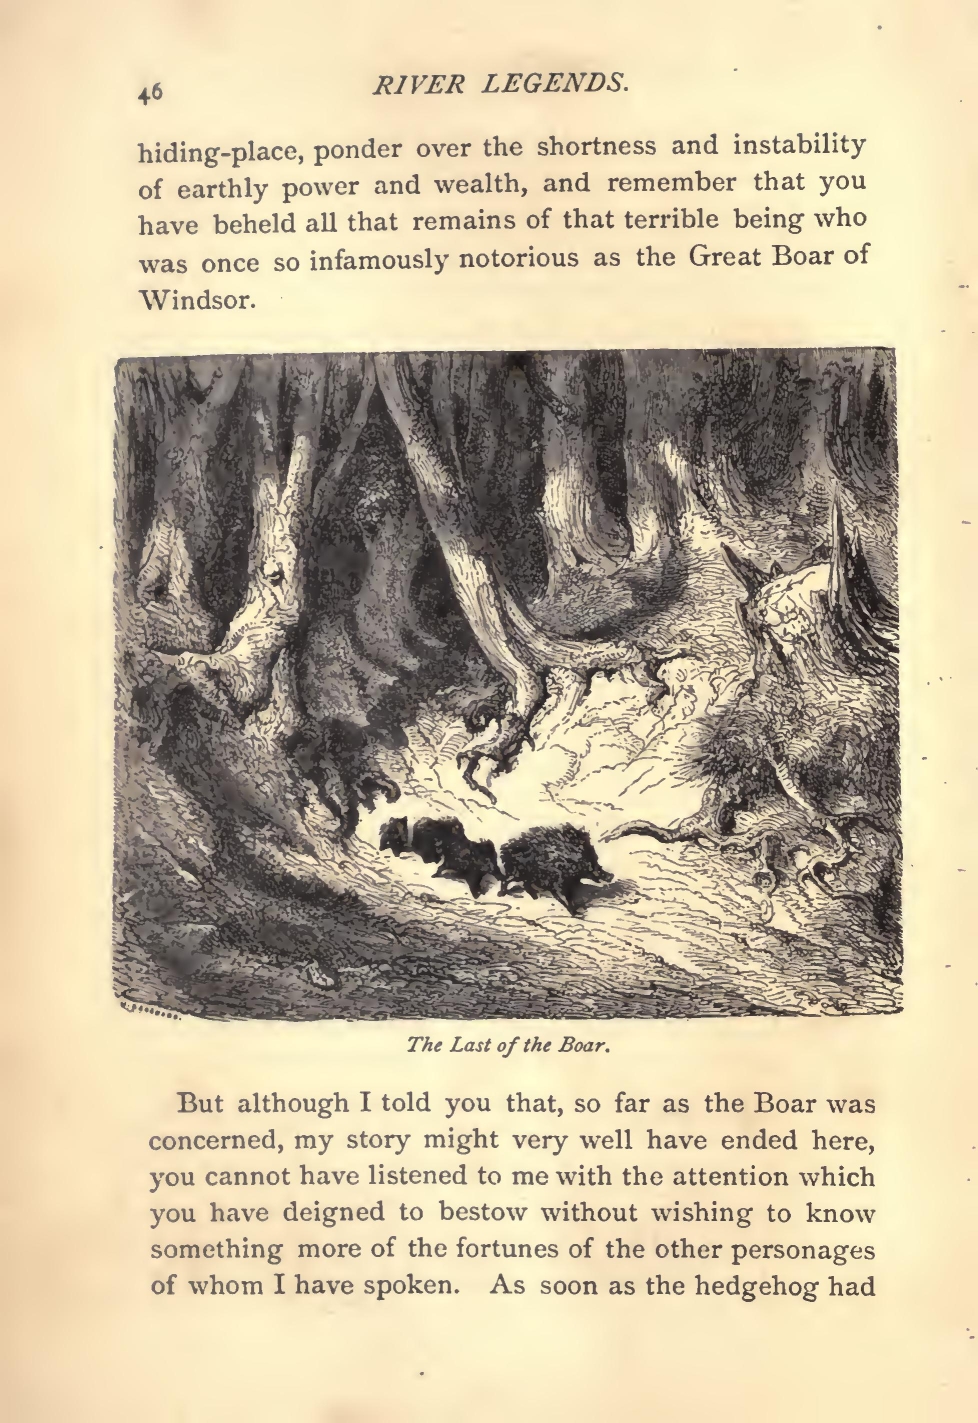 46
RIVER LEGENDS.
hiding-place, ponder over the shortness and instability
of earthly power and wealth, and remember that you
have beheld all that remains of that terrible being who
was once so infamously notorious as the Great Boar of
Windsor.
The Last of the Boar.
But although I told you that, so far as the Boar was
concerned, my story might very well have ended here,
you cannot have listened to me with the attention which
you have deigned to bestow without wishing to know
something more of the fortunes of the other personages
of whom I have spoken. As soon as the hedgehog had